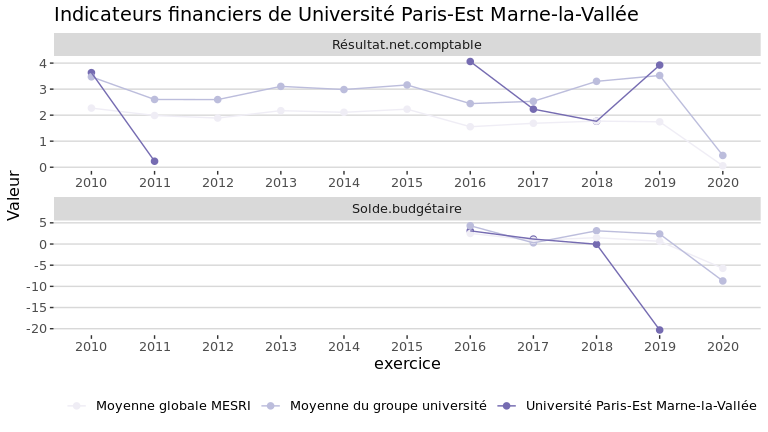 Indicateurs financiers de Université Paris-Est Marne-la-Vallée
Résultat.net.comptable
4
3
2
1
0
2010 2011 2012 2013 2014 2015 2016 2017 2018 2019 2020
Valeur
Solde.budgétaire
5
0
-5
-10
-15
-20
2010 2011 2012 2013 2014 2015 2016 2017 2018 2019 2020
exercice
Moyenne globale MESRI Moyenne du groupe université Université Paris-Est Marne-la-Vallée